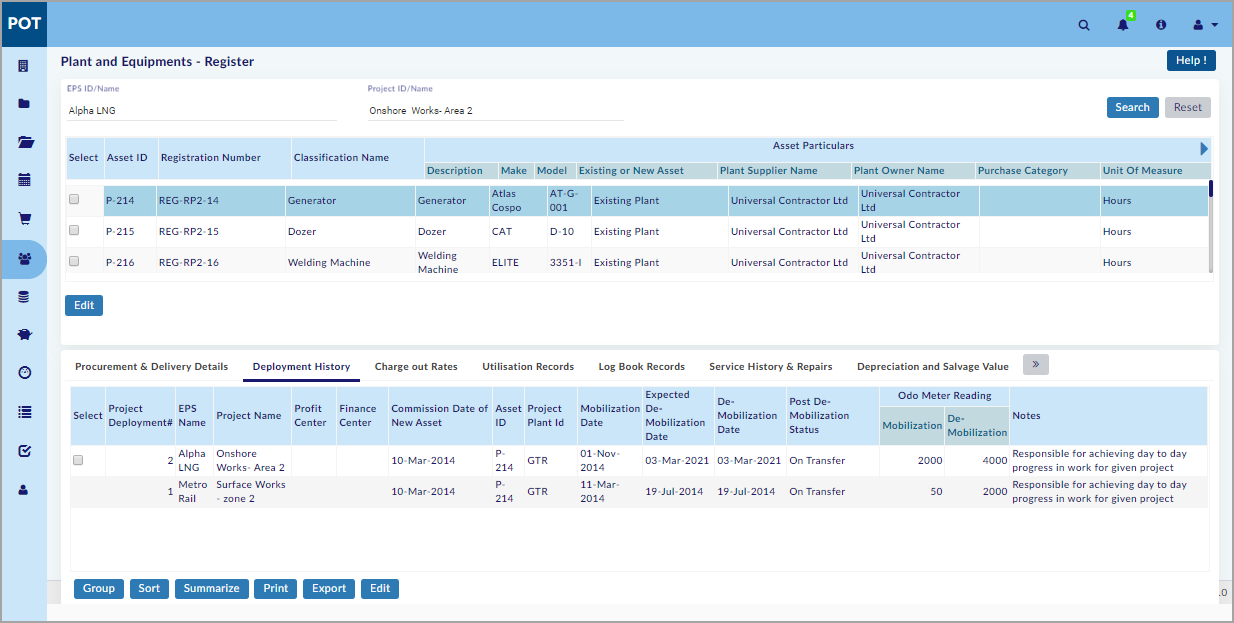 POT
4
Plant and Equipments - Register
Help !
EPS ID/Name
Project ID/Name
Alpha LNG
Onshore Works- Area 2
Search
Reset
Select
Asset ID
Registration Number
Classification Name
Asset Particulars
Description
Make
Model
Existing or New Asset
Plant Supplier Name
Plant Owner Name
Purchase Category
Unit Of Measure
P-214
REG-RP2-14
Generator
Generator
Atlas
Cospo
AT-G-
001
Existing Plant
Universal Contractor Ltd
Universal Contractor
Ltd
Hours
P-215
REG-RP2-15
Dozer
Dozer
CAT
D-10
Existing Plant
Universal Contractor Ltd
Universal Contractor
Ltd
Hours
P-216
REG-RP2-16
Welding Machine
Welding
Machine
ELITE
3351-I
Existing Plant
Universal Contractor Ltd
Universal Contractor
Ltd
Hours
Edit
Procurement & Delivery Details
Deployment History
Charge out Rates
Utilisation Records
Log Book Records
Service History & Repairs
Depreciation and Salvage Value
»
Select
Project
Deployment#
EPS
Name
Project Name
Profit
Center
Finance
Center
Commission Date of
New Asset
Asset
ID
Project
Plant Id
Mobilization
Date
Expected
De-
Mobilization
Date
De-
Mobilization
Date
Post De-
Mobilization
Status
Odo Meter Reading
Mobilization
De-
Mobilization
Notes
2
Alpha
LNG
Onshore
Works- Area 2
10-Mar-2014
P-
214
GTR
01-Nov-
2014
03-Mar-2021
03-Mar-2021
On Transfer
2000
4000
Responsible for achieving day to day
progress in work for given project
1
Metro
Rail
Surface Works
- zone 2
10-Mar-2014
P-
214
GTR
11-Mar-
2014
19-Jul-2014
19-Jul-2014
On Transfer
50
2000
Responsible for achieving day to day
progress in work for given project
Group
Sort
Summarize
Print
Export
Edit
.0